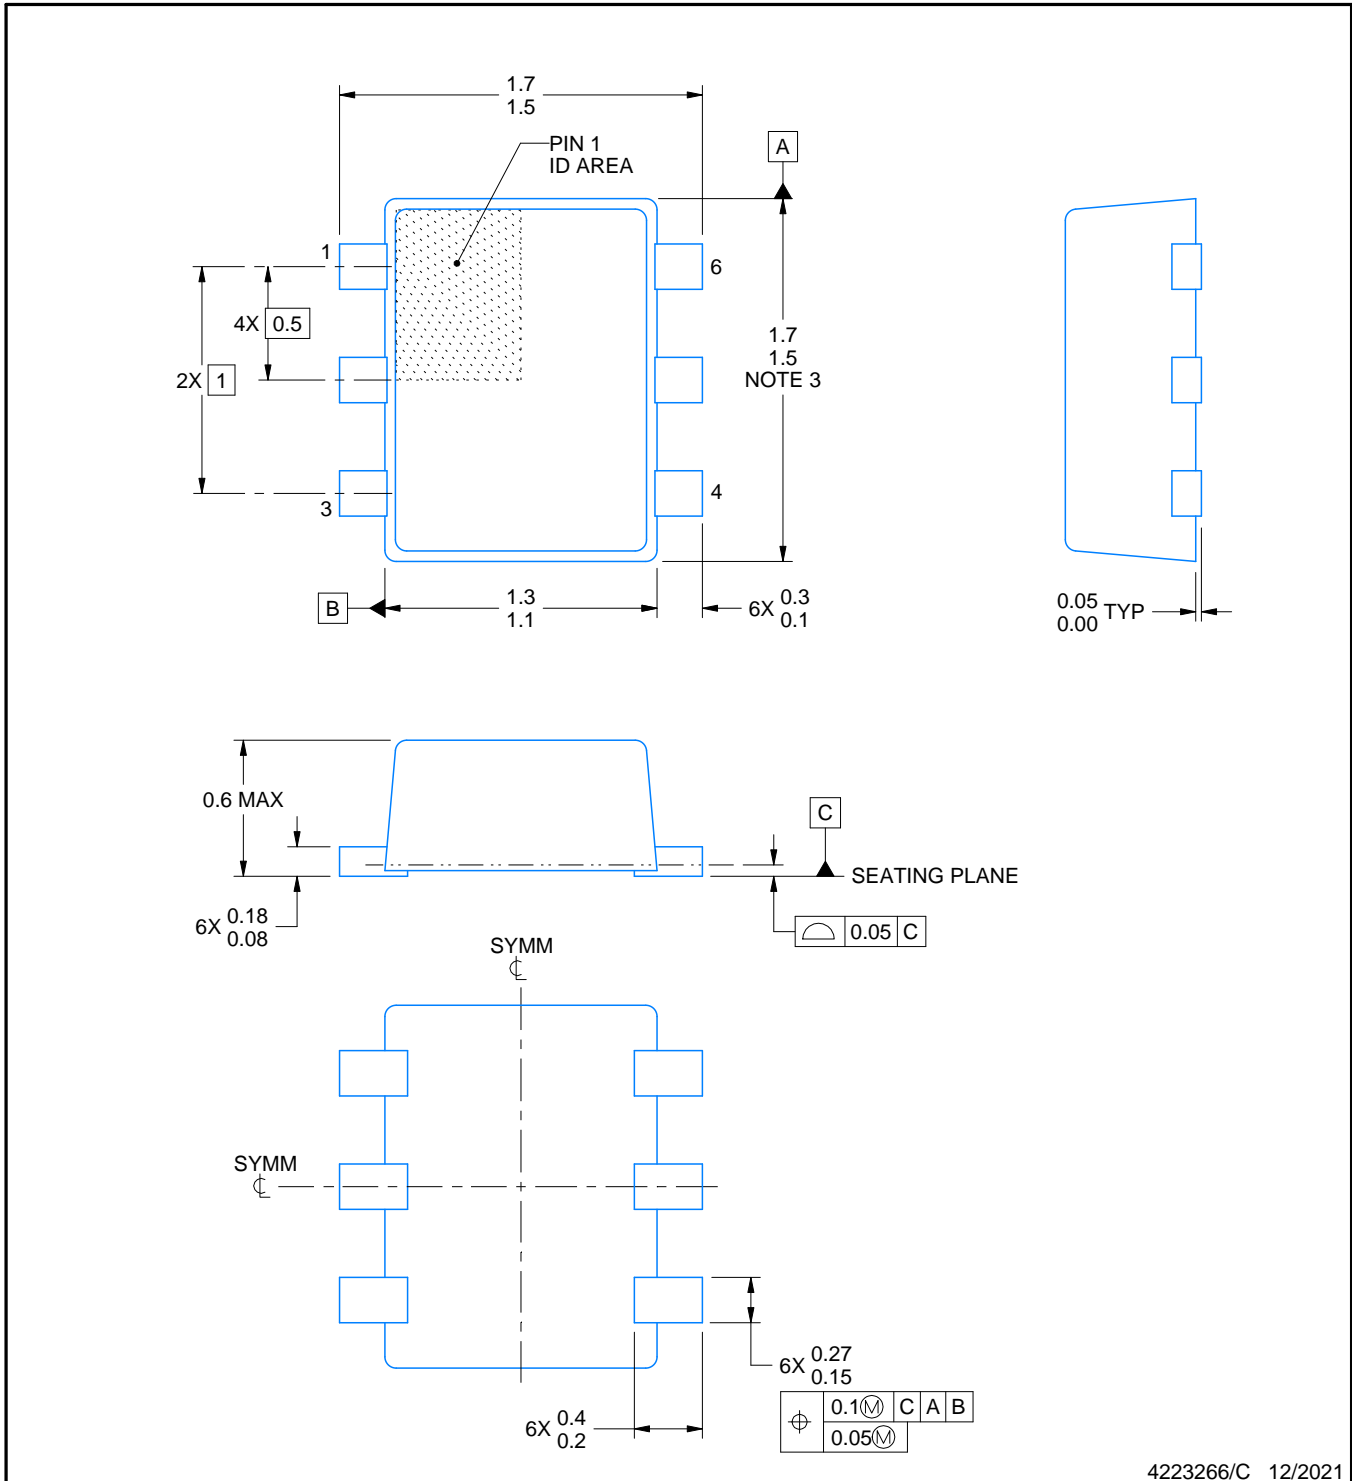 1.7
1.5
PIN 1
ID AREA
A
1
6
4X 0.5
1.7
1.5
NOTE 3
2X 1
3
4
B
1.3
1.1
6X 0.3
0.1
0.05
0.00 TYP
0.6 MAX
C
SEATING PLANE
6X 0.18
0.08
0.05 C
SYMM
SYMM
6X 0.27
0.15
0.1Ⓜ C A B
0.05Ⓜ
6X 0.4
0.2
4223266/C 12/2021